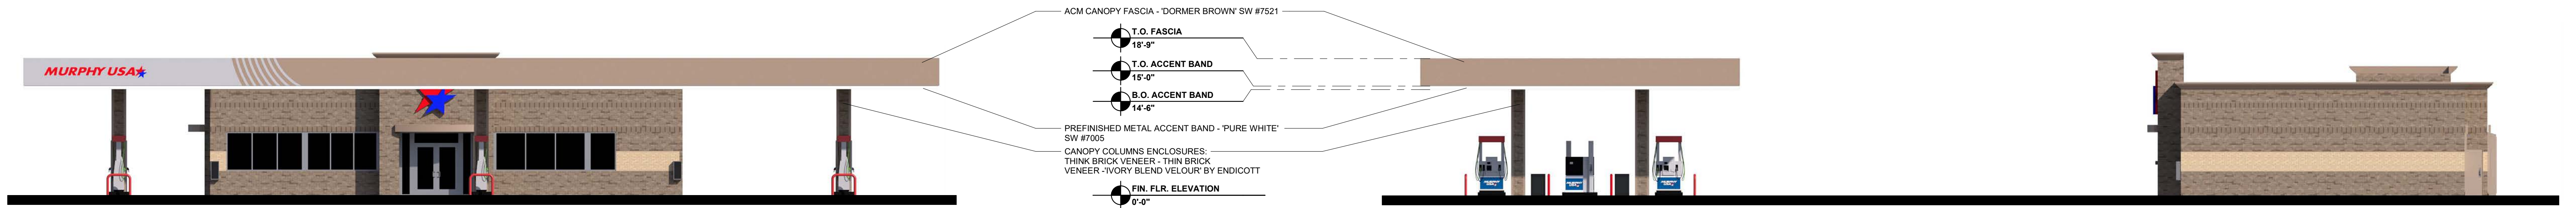 ACM CANOPY FASCIA - 'DORMER BROWN' SW #7521
T.O. FASCIA
18'-9"
MURPHY USA
T.O. ACCENT BAND
15'-0"
B.O. ACCENT BAND
14'-6"
PREFINISHED METAL ACCENT BAND - 'PURE WHITE'
SW #7005
CANOPY COLUMNS ENCLOSURES:
THINK BRICK VENEER - THIN BRICK
VENEER -'IVORY BLEND VELOUR' BY ENDICOTT
FIN. FLR. ELEVATION
0'-0"